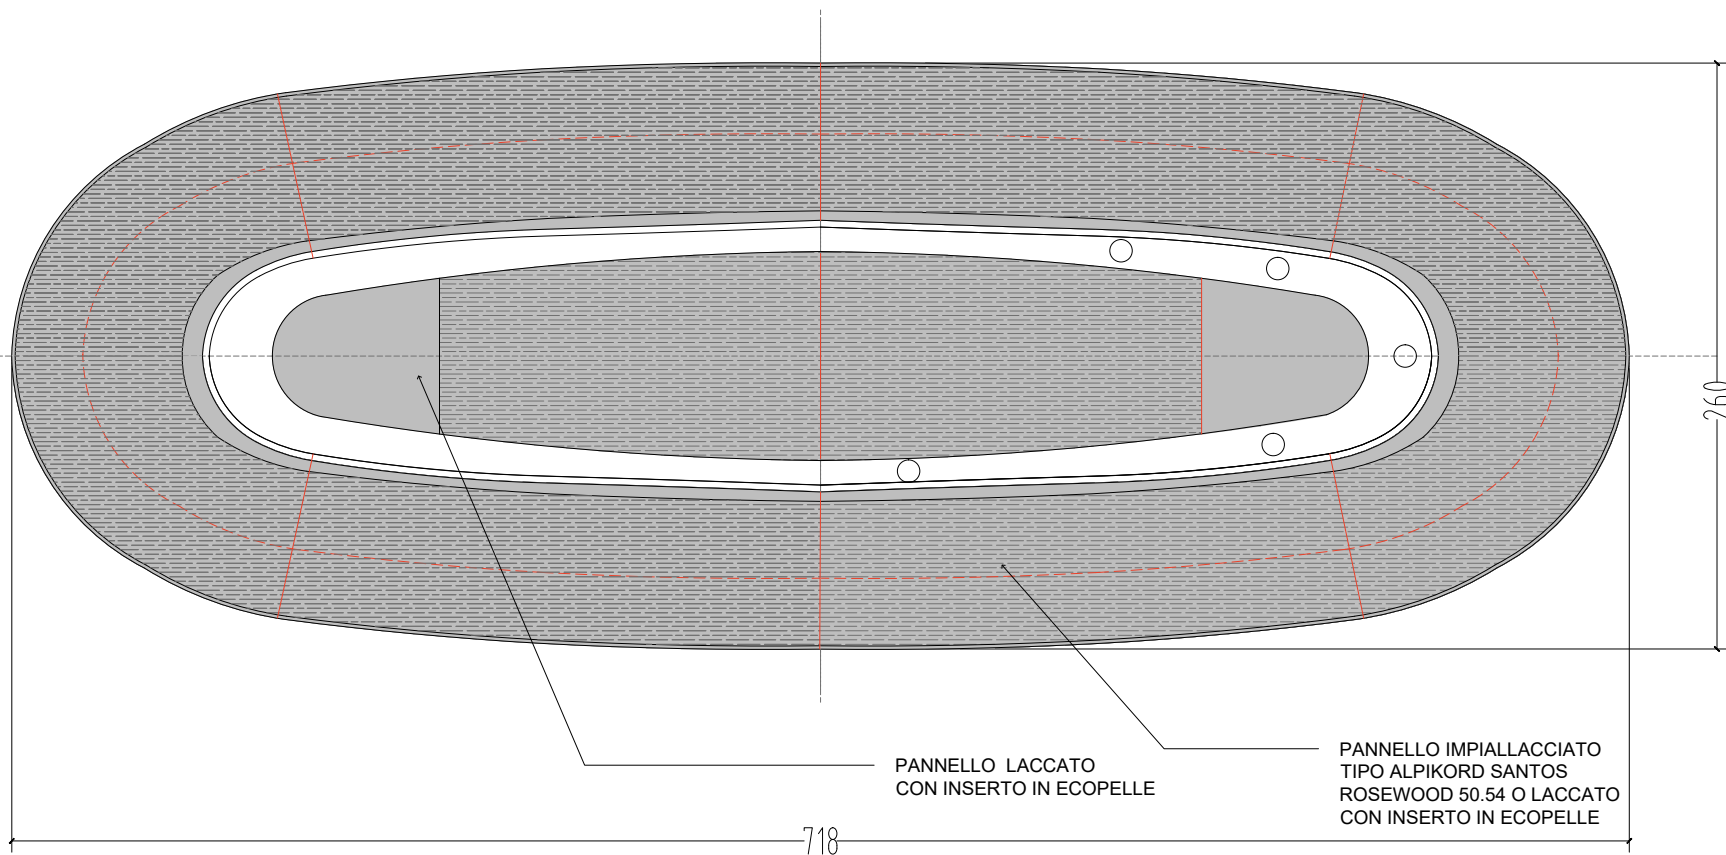 260
PANNELLO IMPIALLACCIATO
TIPO ALPIKORD SANTOS
ROSEWOOD 50.54 O LACCATO
CON INSERTO IN ECOPELLE
PANNELLO LACCATO
CON INSERTO IN ECOPELLE
718